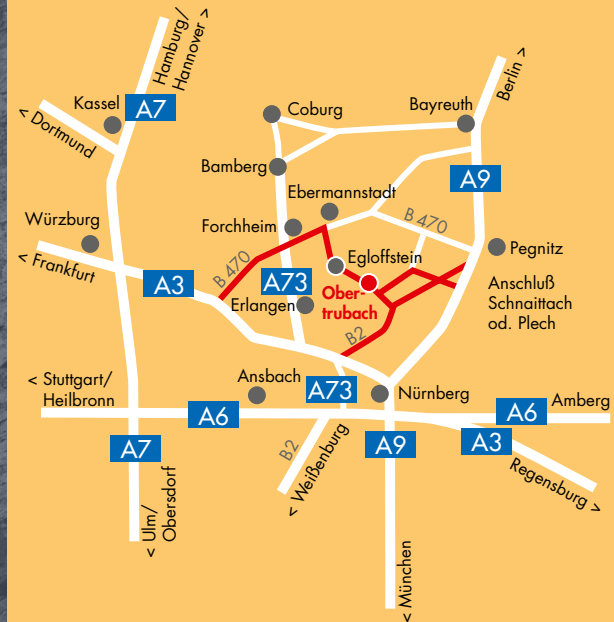 Hamburg/
Hannover >
A7
Kassel
< Dortmund
Coburg
Bayreuth
Berlin >
Bamberg
A9
Ebermannstadt
Würzburg
Forchheim
B 470
Pegnitz
< Frankfurt
Egloffstein
B 470
A3
A73
Ober-
trubach
Erlangen
Anschluß
Schnaittach
od. Plech
B2
< Stuttgart/
Heilbronn
Ansbach
A73
Nürnberg
A6
A6
Amberg
A7
B2
< Weißenburg
A9
A3
Regensburg >
< Ulm/
Obersdorf
< München